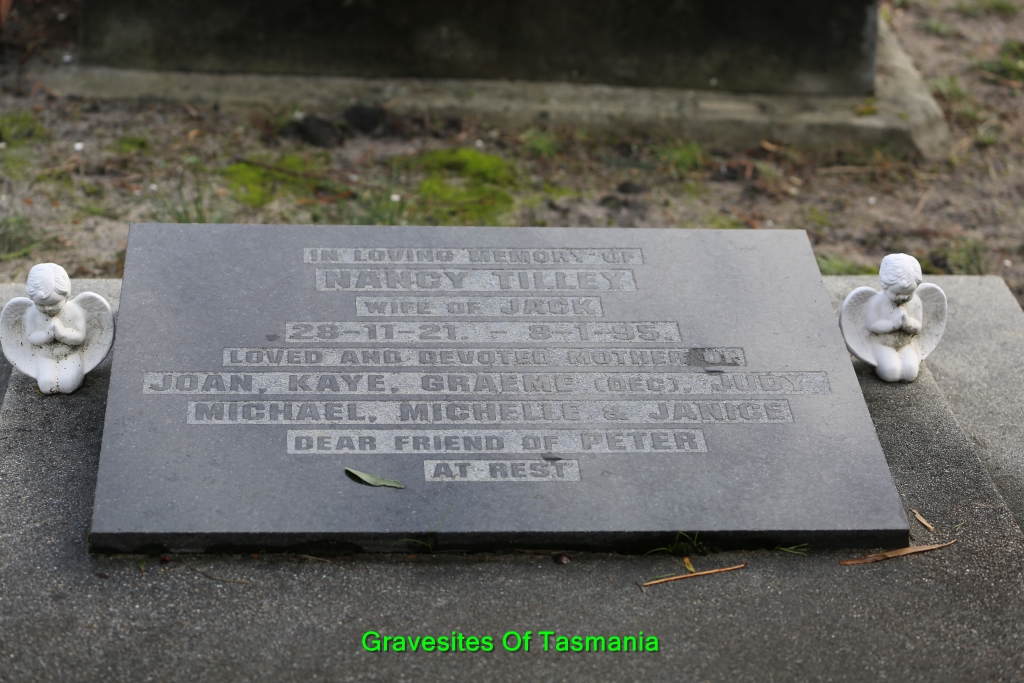 IN LOVING MEMORY OF
NANCY TILLEY
WIFE OF JACK
28-11-21. - 9-1-95.
LOVED AND DEVOTED MOTHER OF
JOAN, KAYE, GRAEME (DEC), JUDY,
MICHAEL, MICHELLE & JANICE
DEAR FRIEND OF PETER
AT REST
Gravesites Of Tasmania